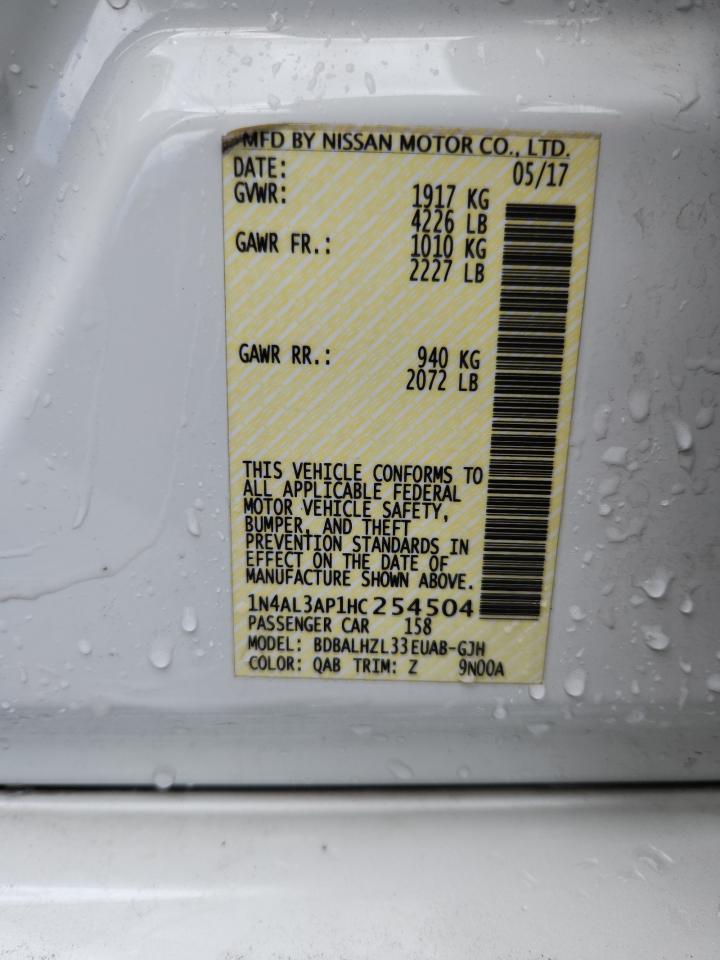 MFD BY NISSAN MOTOR CO., LTD.
DATE: 05/17
GVWR: 1917 KG
4226 LB
GAWR FR.: 1010 KG
2227 LB
GAWR RR.: 940 KG
2072 LB
THIS VEHICLE CONFORMS TO
ALL APPLICABLE FEDERAL
MOTOR VEHICLE SAFETY,
BUMPER, AND THEFT
PREVENTION STANDARDS IN
EFFECT ON THE DATE OF
MANUFACTURE SHOWN ABOVE.
1N4AL3AP1HC254504
PASSENGER CAR 158
MODEL: BDBALHZL33EUAB-GJH
COLOR: QAB TRIM: Z 9N00A